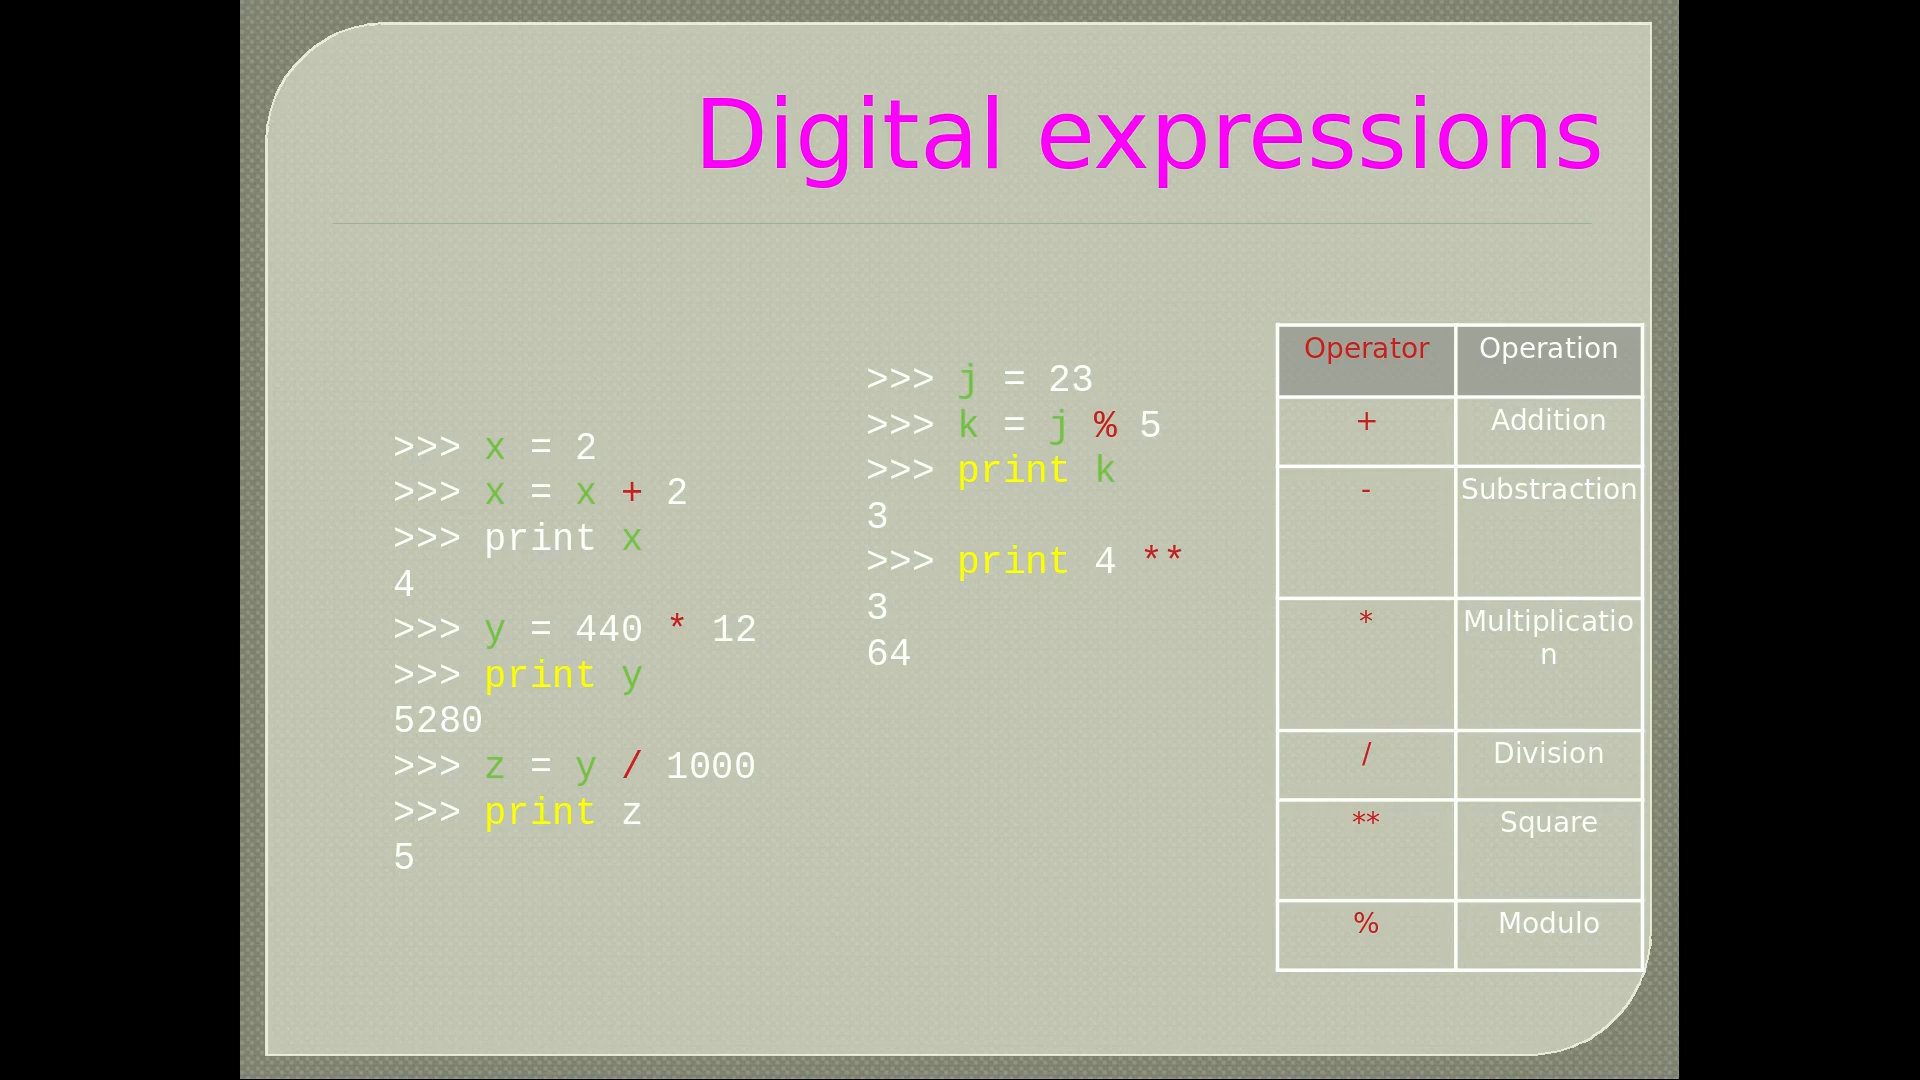 Digital expressions
>>> x = 2
>>> x = x + 2
>>> print x
4
>>> y = 440 * 12
>>> print y
5280
>>> z = y / 1000
>>> print z
5
>>> j = 23
>>> k = j % 5
>>> print k
3
>>> print 4 **
3
64
Operator Operation
+ Addition
- Substraction
* Multiplicatio
n
/ Division
** Square
% Modulo